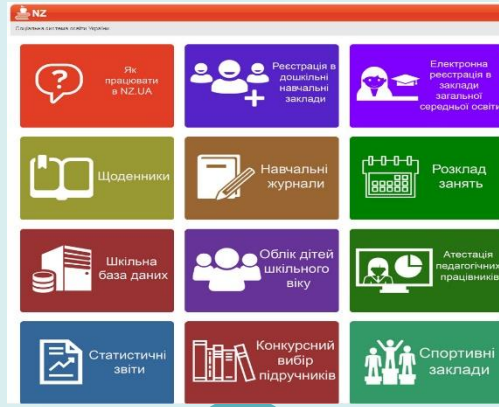 NZ
Соціальна система освіти України
Як
працювати
в NZ.UA
Реєстрація в
дошкільні
навчальні
заклади
Електронна
реєстрація в
заклади
загальної
середньої освіти
Щоденники
Навчальні
журнали
Розклад
занять
Шкільна
база даних
Облік дітей
шкільного
віку
Атестація
педагогічних
працівників
Статистичні
звіти
Конкурсний
вибір
підручників
Спортивні
заклади